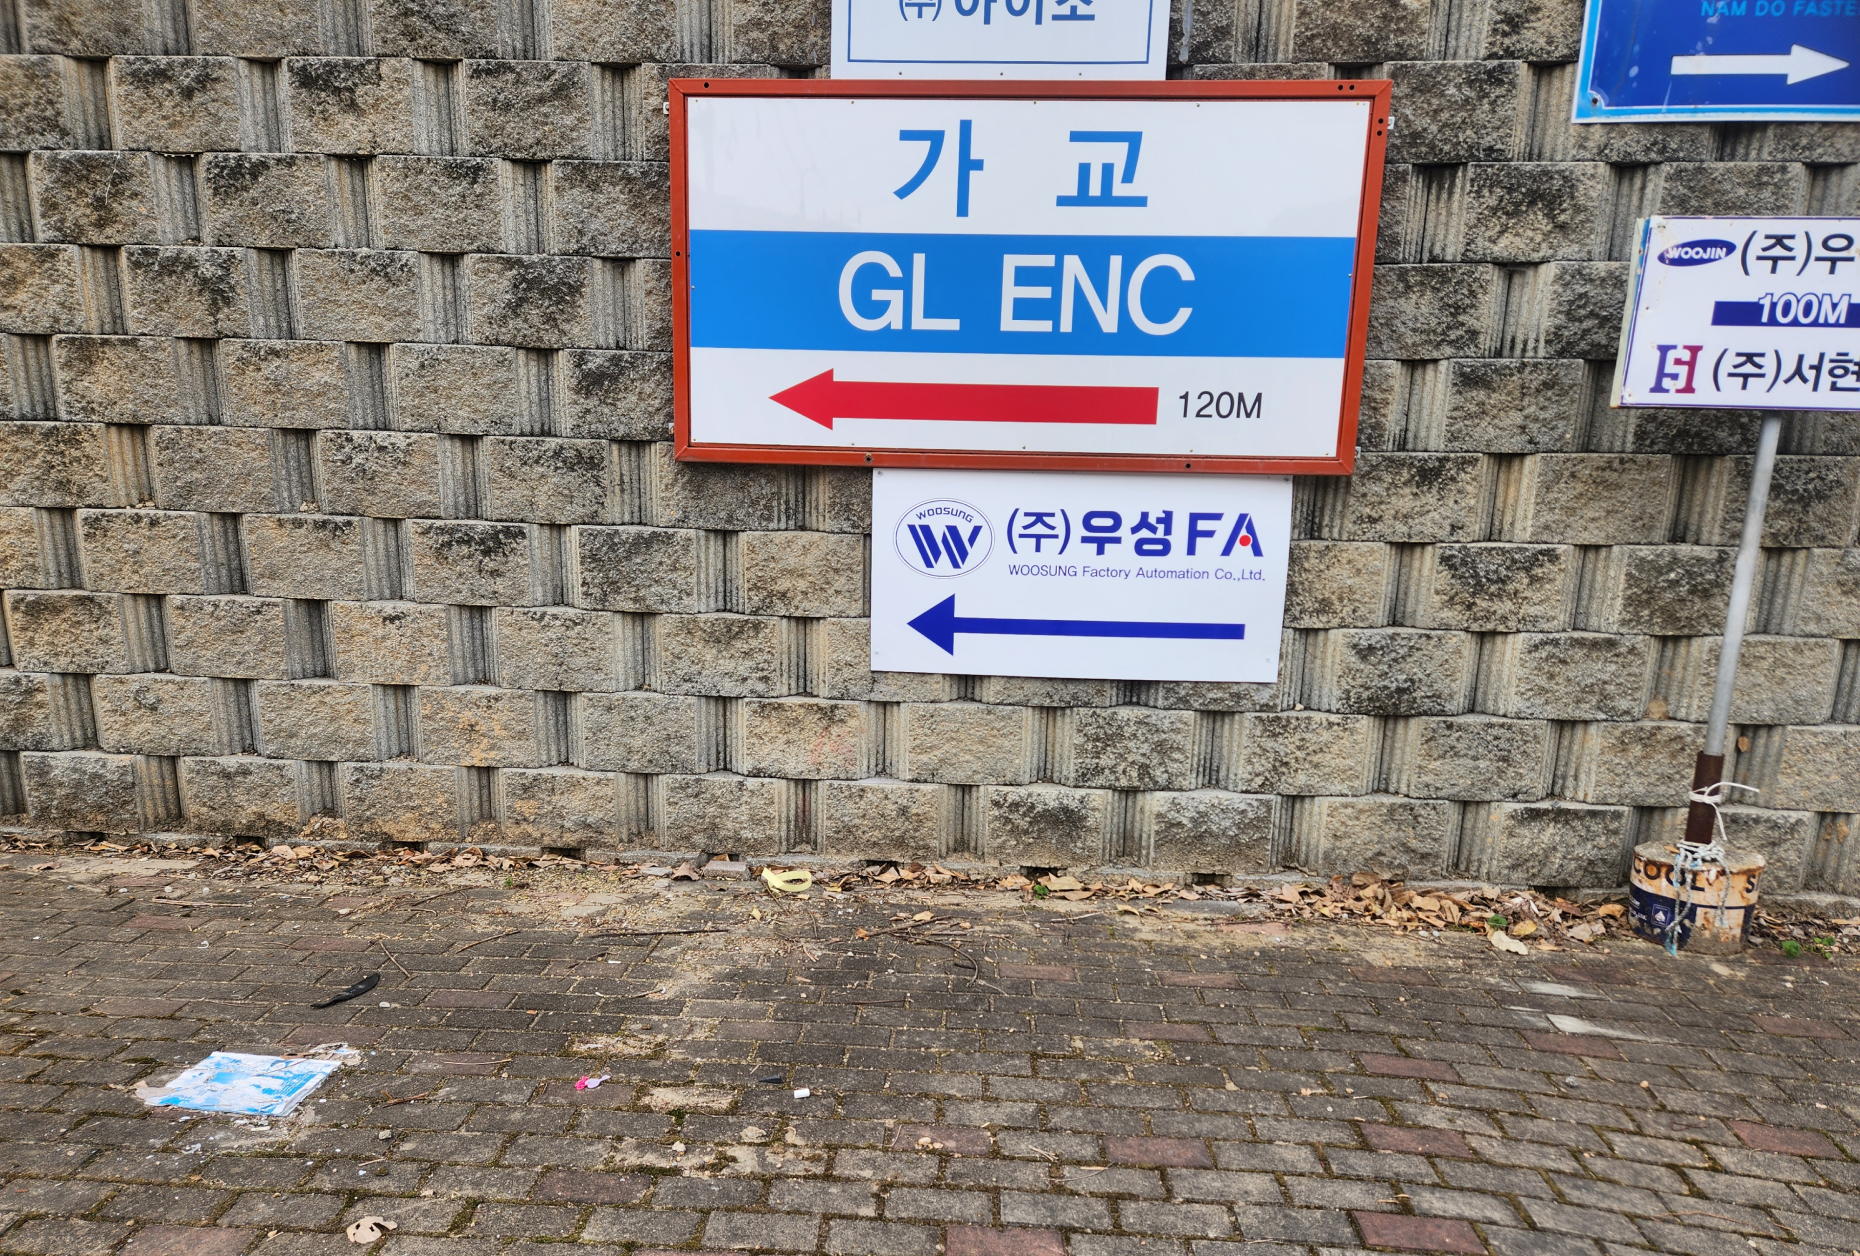 (주)아이소
NAM DO FASTE
가 교
GL ENC
120M
WOOJIN (주)우
100M
(주)서현
WOOSUNG
W (주)우성FA
WOOSUNG Factory Automation Co.,Ltd.